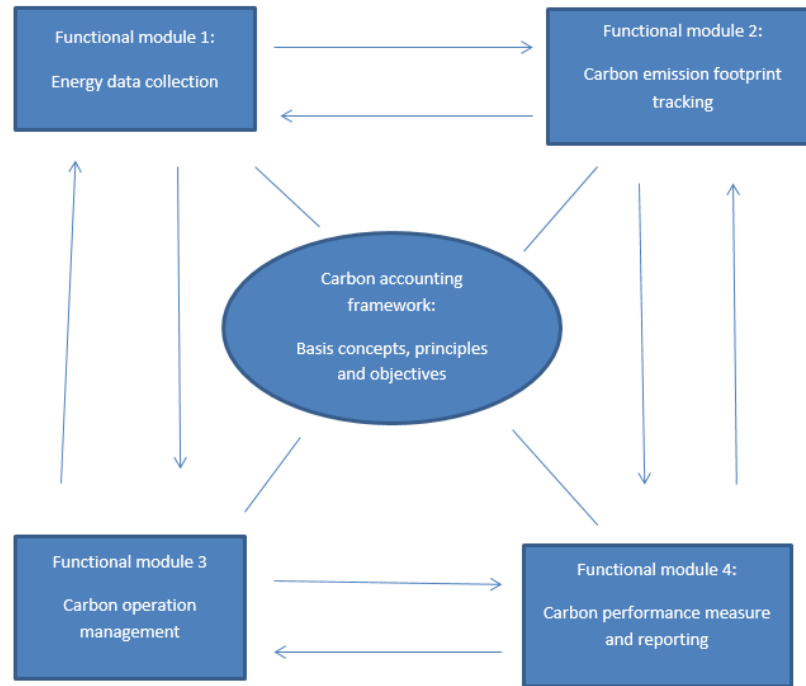 Functional module 1:
Energy data collection
Functional module 2:
Carbon emission footprint
tracking
Carbon accounting
framework:
Basis concepts, principles
and objectives
Functional module 3
Carbon operation
management
Functional module 4:
Carbon performance measure
and reporting